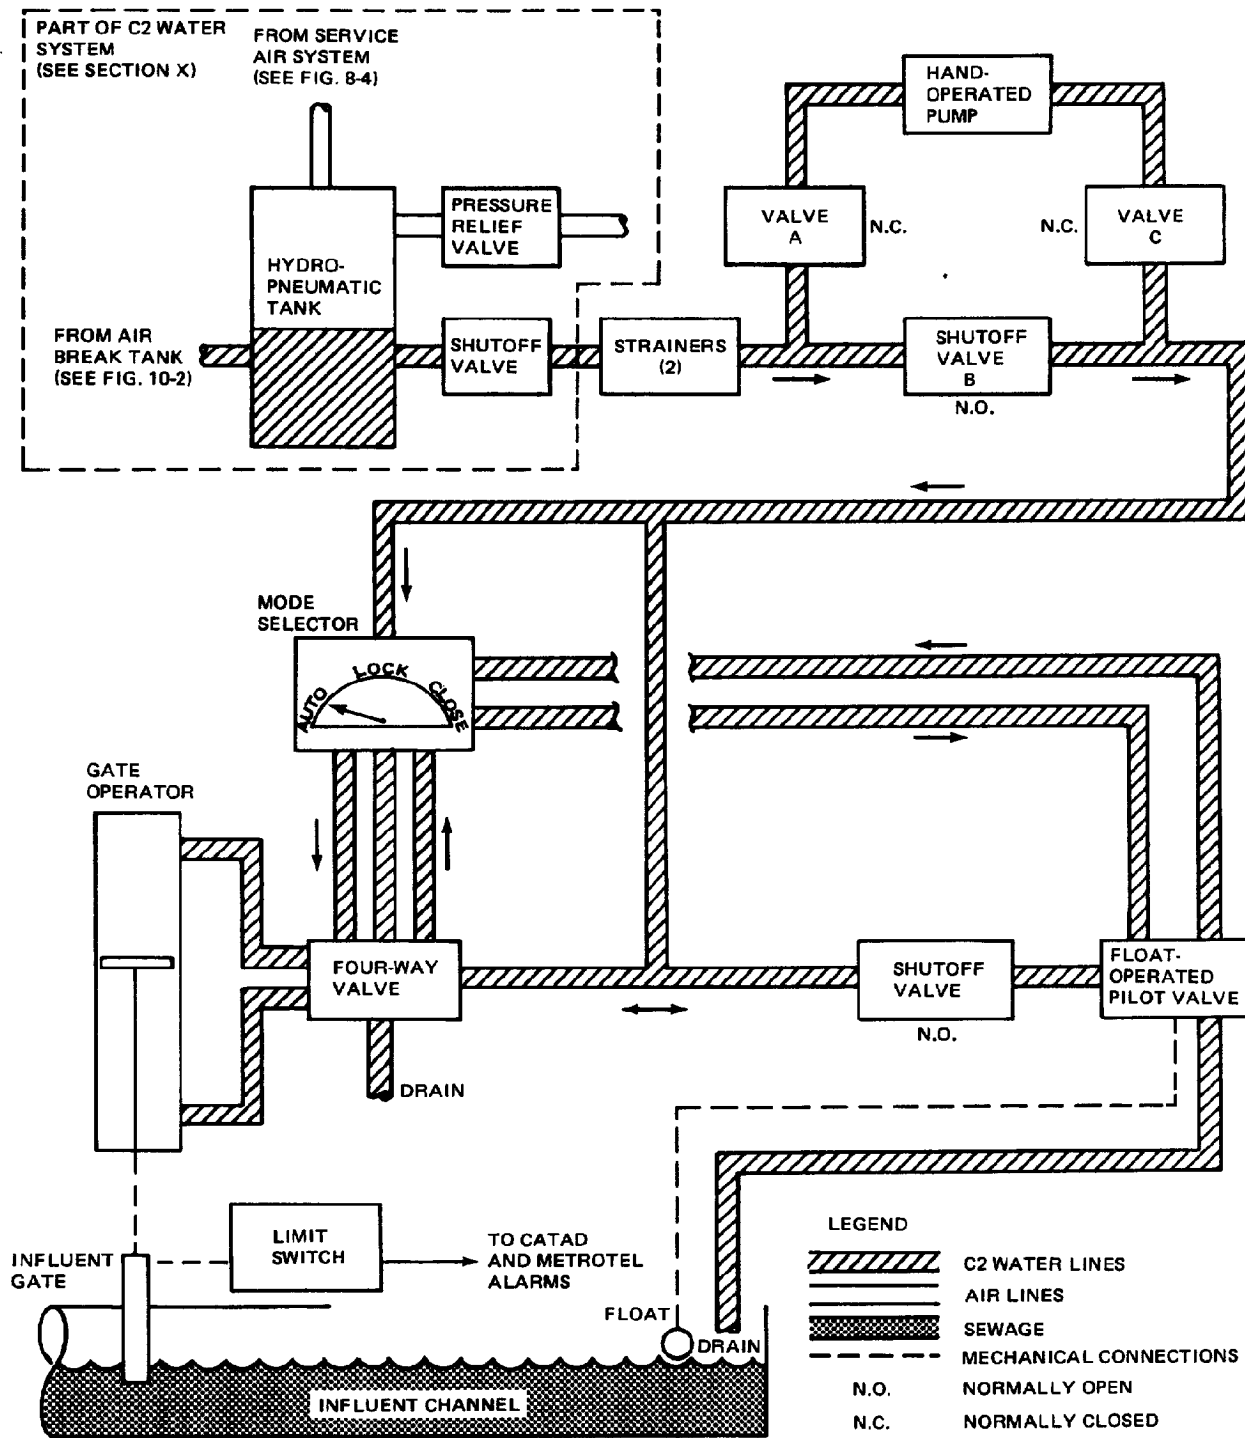 PART OF C2 WATER
SYSTEM
(SEE SECTION X)
FROM SERVICE
AIR SYSTEM
(SEE FIG. 8-4)
HAND-
OPERATED
PUMP
PRESSURE
RELIEF
VALVE
VALVE
A
N.C.
N.C.
VALVE
C
HYDRO-
PNEUMATIC
TANK
FROM AIR
BREAK TANK
(SEE FIG. 10-2)
SHUTOFF
VALVE
STRAINERS
(2)
SHUTOFF
VALVE
B
N.O.
MODE
SELECTOR
AUTO
LOCK
CLOSE
GATE
OPERATOR
FOUR-WAY
VALVE
SHUTOFF
VALVE
N.O.
FLOAT-
OPERATED
PILOT VALVE
DRAIN
INFLUENT
GATE
LIMIT
SWITCH
TO CATAD
AND METROTEL
ALARMS
FLOAT
DRAIN
INFLUENT CHANNEL
LEGEND
C2 WATER LINES
AIR LINES
SEWAGE
MECHANICAL CONNECTIONS
N.O. NORMALLY OPEN
N.C. NORMALLY CLOSED